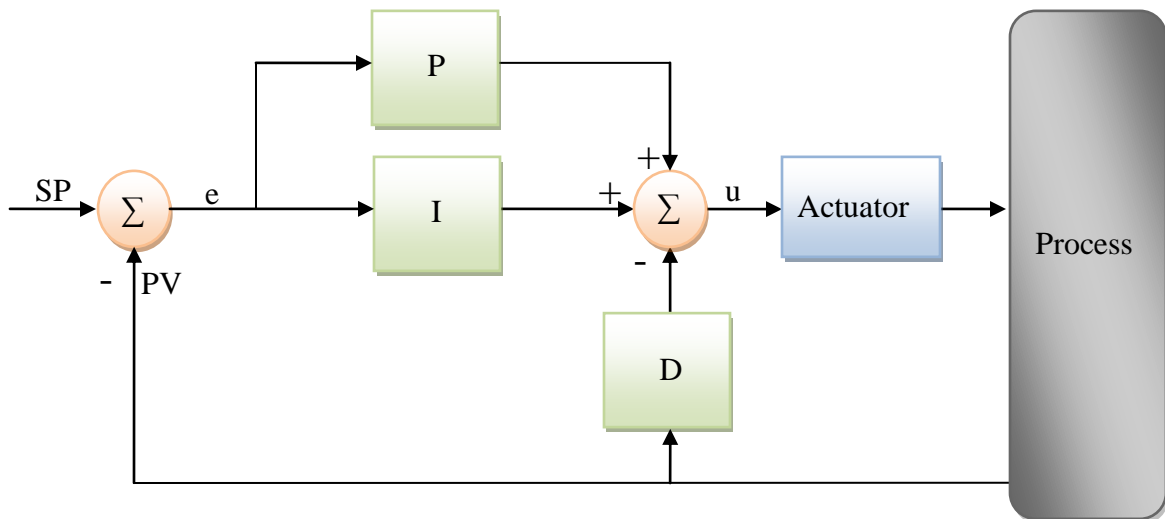 P
SP
Σ
e
I
+
+
Σ
u
Actuator
Process
-
PV
-
D